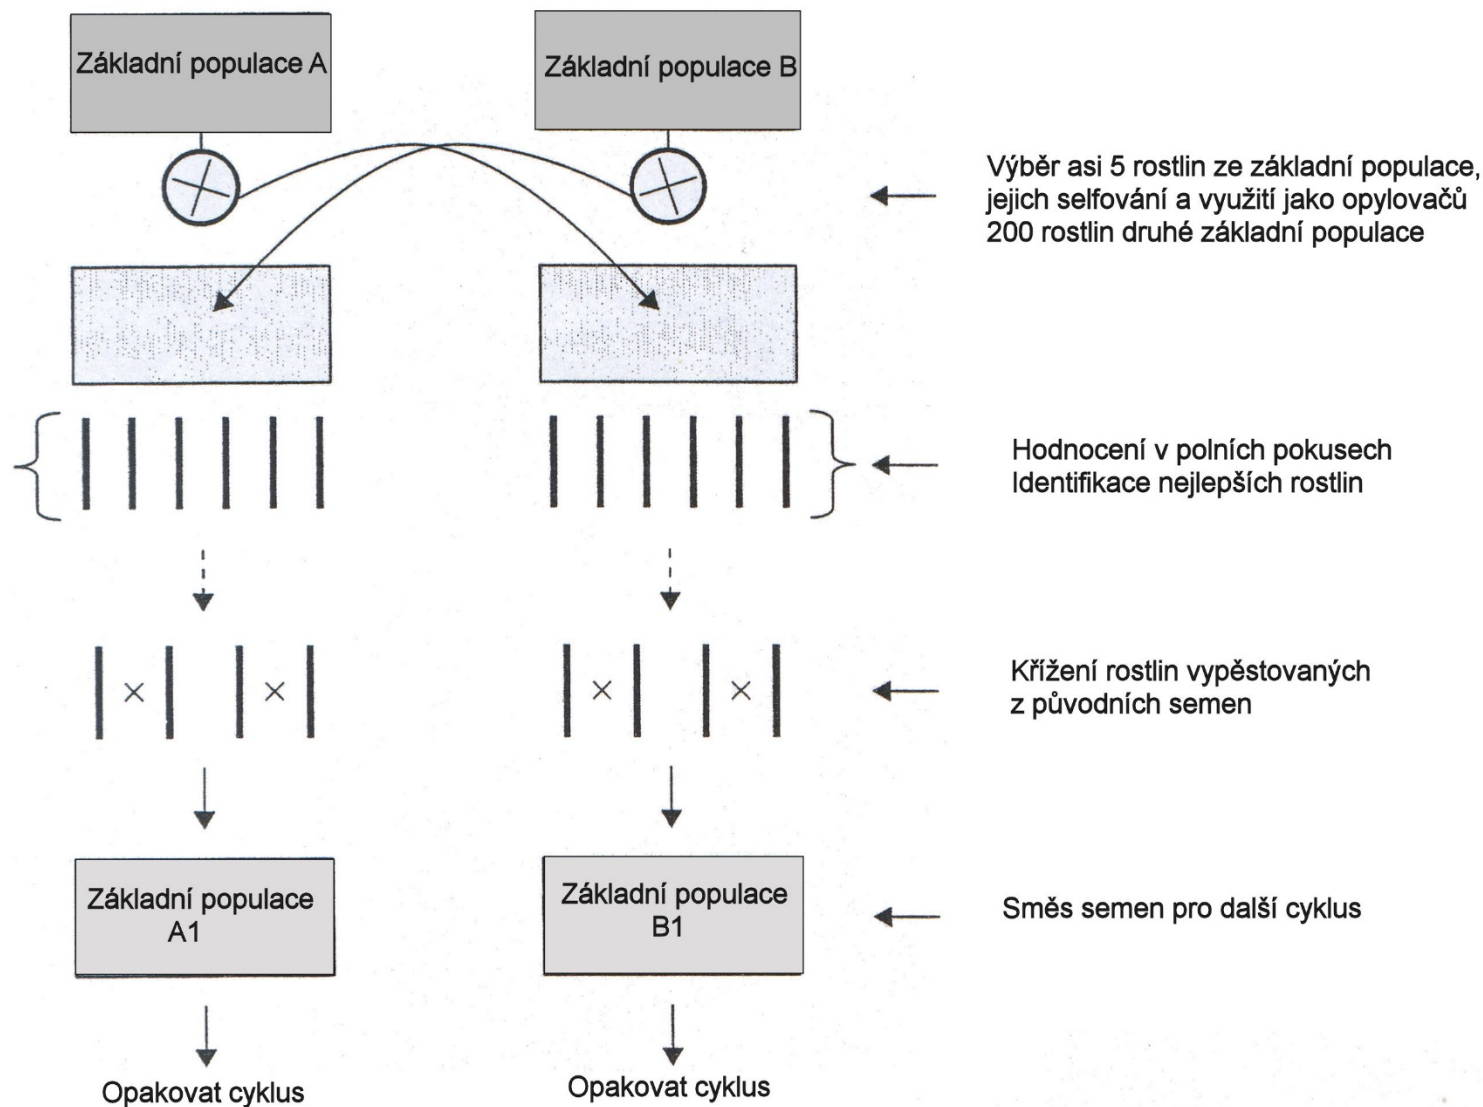 Základní populace A
Základní populace B
Výběr asi 5 rostlin ze základní populace,
jejich selfování a využití jako opylovačů
200 rostlin druhé základní populace
Hodnocení v polních pokusech
Identifikace nejlepších rostlin
Křížení rostlin vypěstovaných
z původních semen
Základní populace
A1
Základní populace
B1
Směs semen pro další cyklus
Opakovat cyklus
Opakovat cyklus